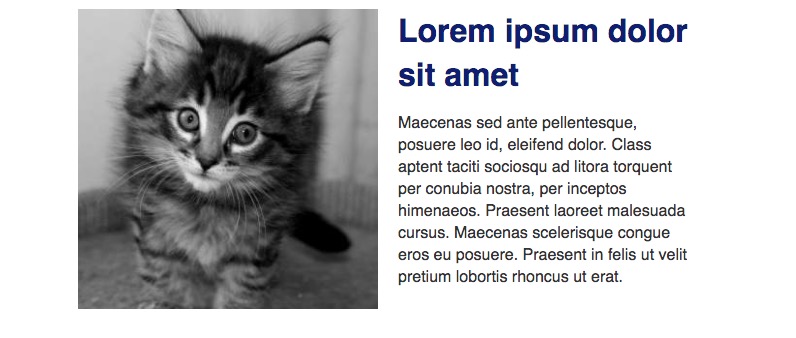 Lorem ipsum dolor
sit amet
Maecenas sed ante pellentesque,
posuere leo id, eleifend dolor. Class
aptent taciti sociosqu ad litora torquent
per conubia nostra, per inceptos
himenaeos. Praesent laoreet malesuada
cursus. Maecenas scelerisque congue
eros eu posuere. Praesent in felis ut velit
pretium lobortis rhoncus ut erat.